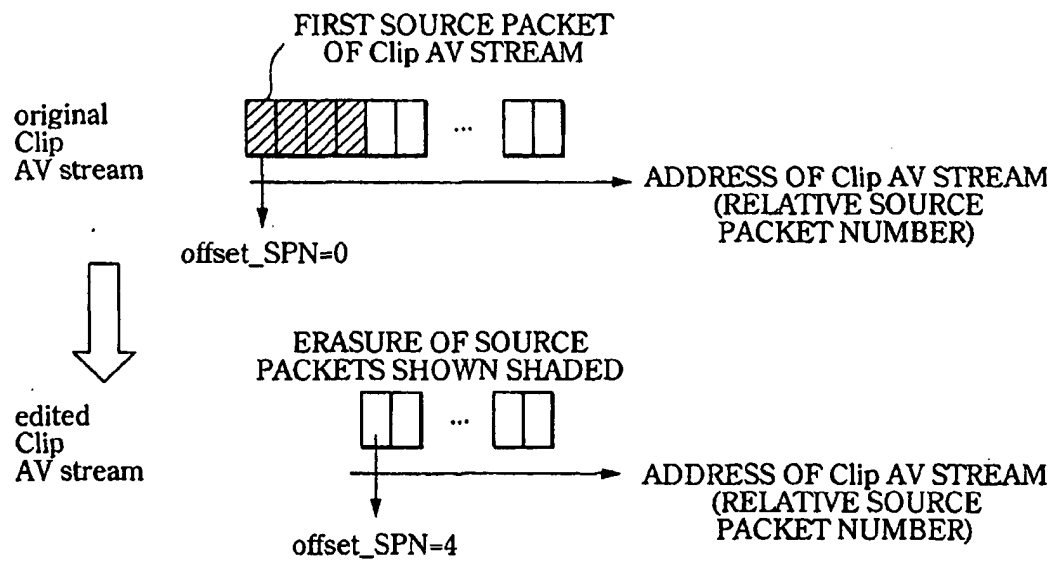 FIRST SOURCE PACKET
OF Clip AV STREAM
original
Clip
AV stream
...
ADDRESS OF Clip AV STREAM
(RELATIVE SOURCE
PACKET NUMBER)
offset_SPN=0
ERASURE OF SOURCE
PACKETS SHOWN SHADED
edited
Clip
AV stream
...
ADDRESS OF Clip AV STREAM
(RELATIVE SOURCE
PACKET NUMBER)
offset_SPN=4